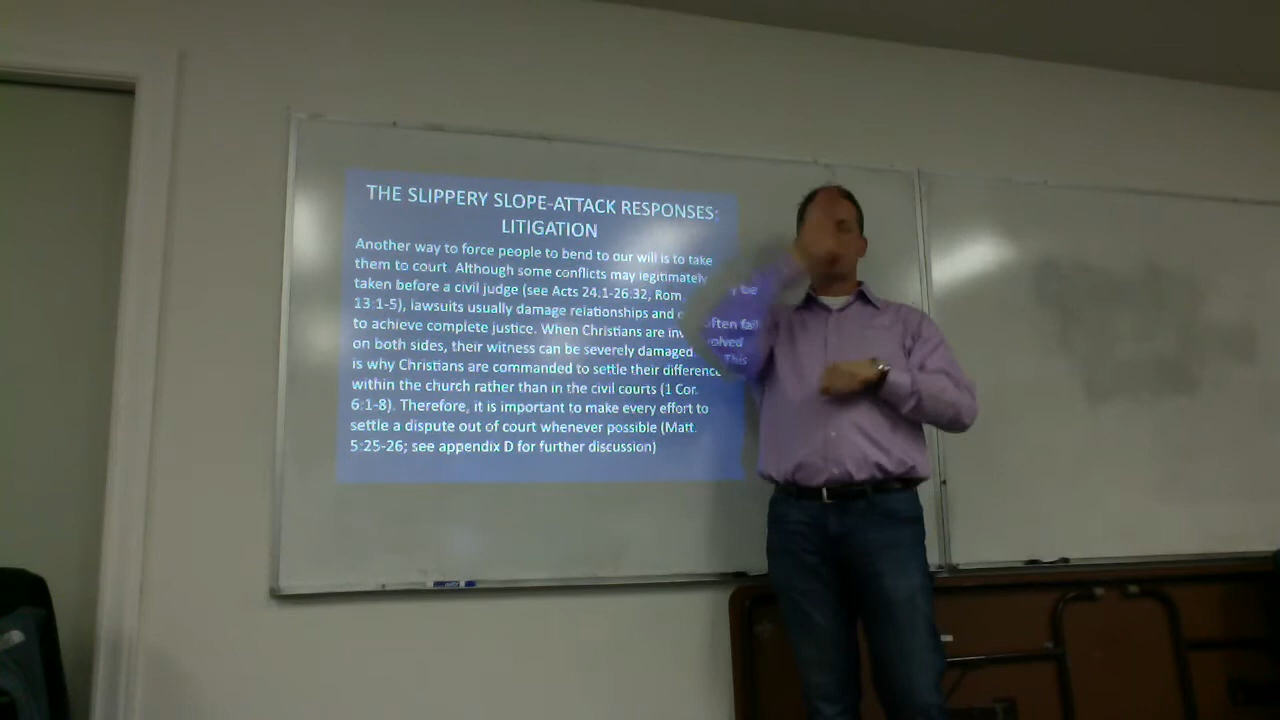 THE SLIPPERY SLOPE-ATTACK RESPONSES:
LITIGATION
Another way to force people to bend to our will is to take
them to court. Although some conflicts may legitimately be
taken before a civil judge (see Acts 24.1-26.32, Rom
13:1-5), lawsuits usually damage relationships and often fail
to achieve complete justice. When Christians are involved
on both sides, their witness can be severely damaged. This
is why Christians are commanded to settle their difference
within the church rather than in the civil courts (1 Cor.
6:1-8). Therefore, it is important to make every effort to
settle a dispute out of court whenever possible (Matt.
5:25-26; see appendix D for further discussion)